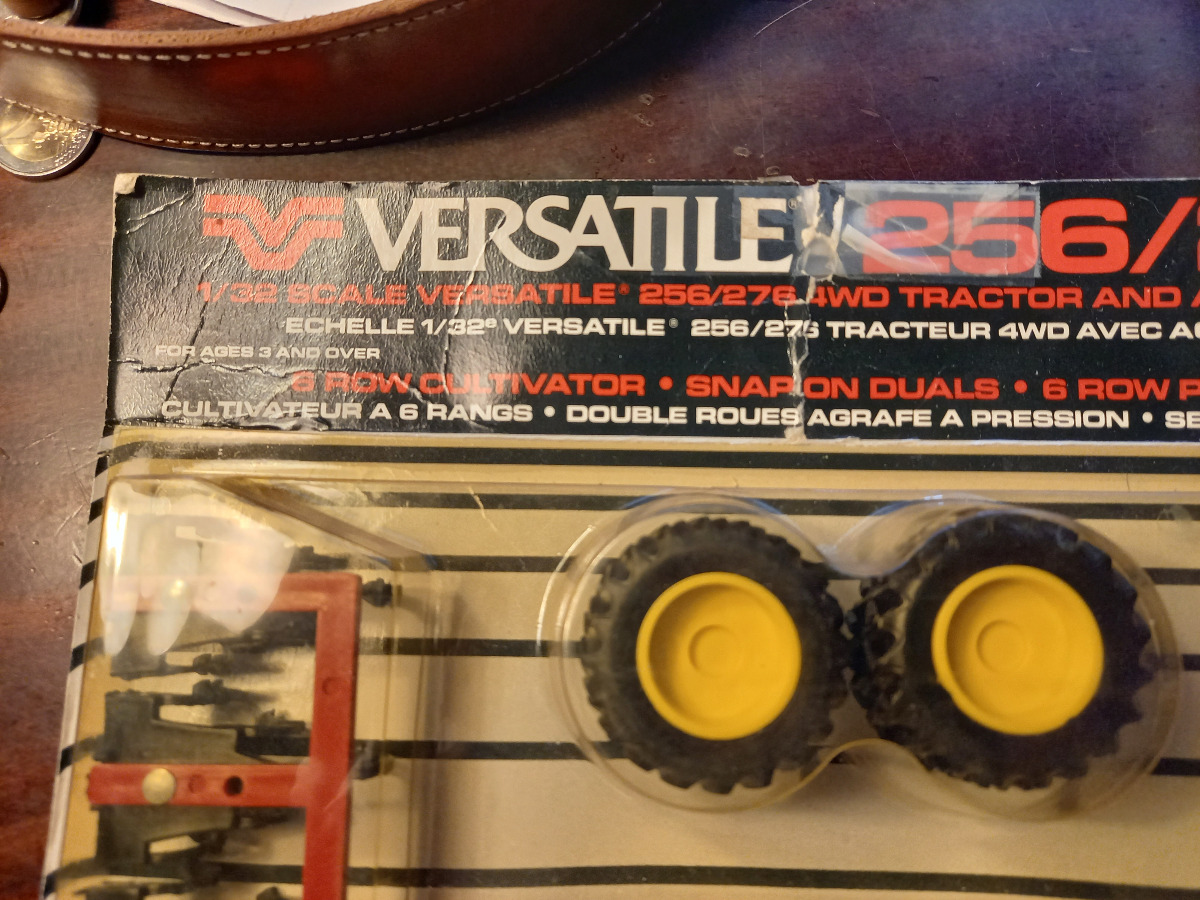 VERSATILE® 256/
1/32 SCALE VERSATILE® 256/276 4WD TRACTOR AND
ECHELLE 1/32e VERSATILE® 256/276 TRACTEUR 4WD AVEC
FOR AGES 3 AND OVER
6 ROW CULTIVATOR • SNAP ON DUALS • 6 ROW
CULTIVATEUR A 6 RANGS • DOUBLE ROUES AGRAFE A PRESSION •